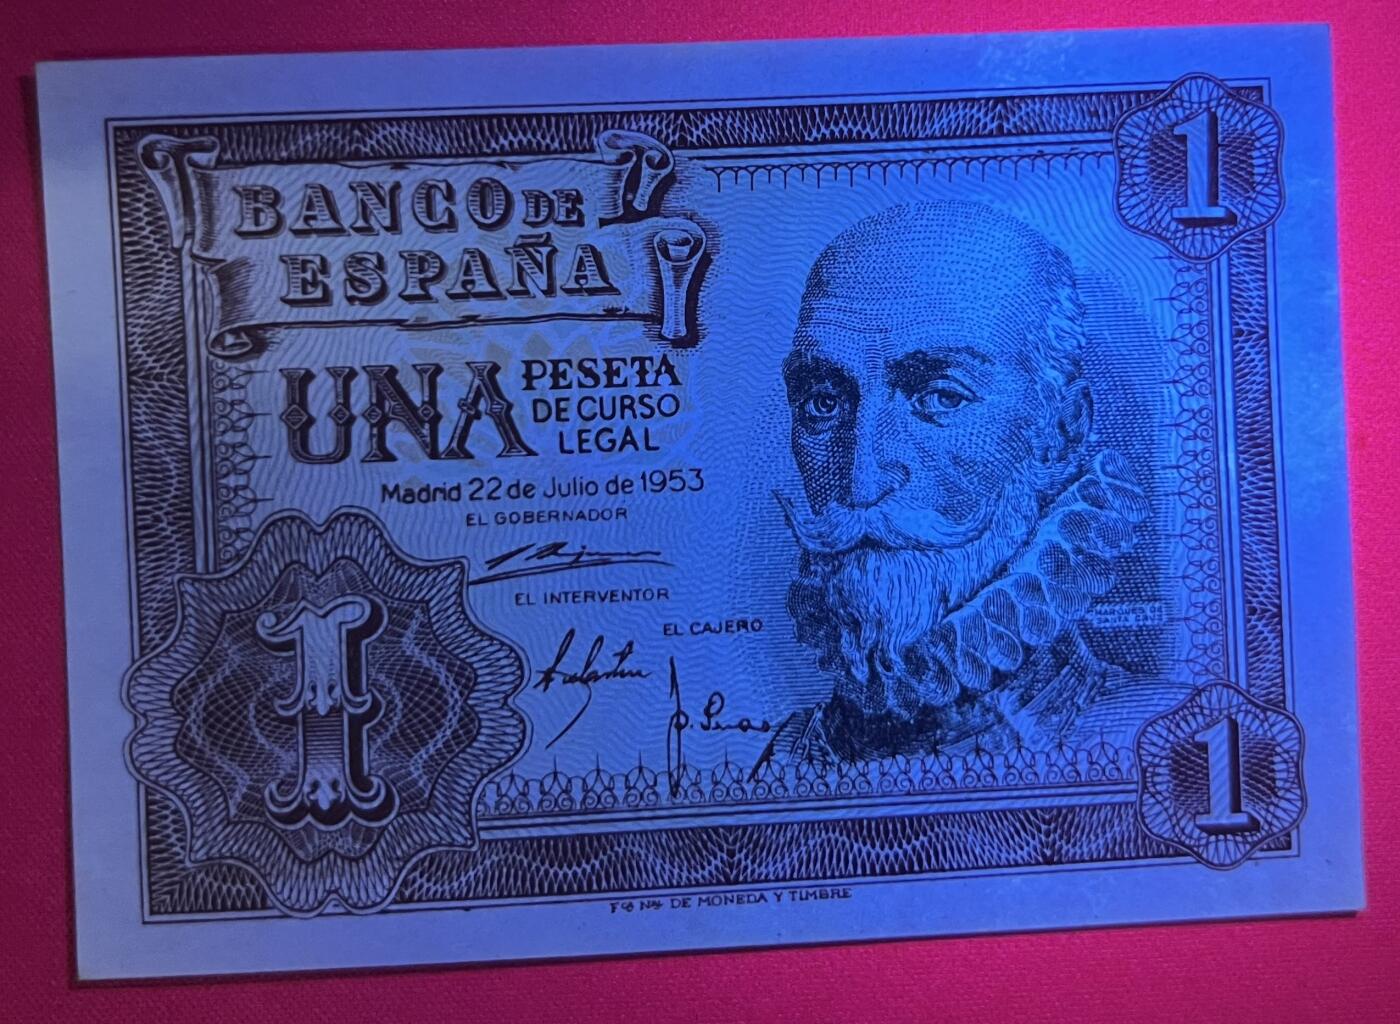 1
BANCO DE
ESPAÑA
UNA PESETA
DE CURSO
LEGAL
Madrid 22 de Julio de 1953
EL GOBERNADOR
EL INTERVENTOR
EL CAJERO
MARQUES DE
SANTA CRUZ
1
1
Fca. Nal. DE MONEDA Y TIMBRE